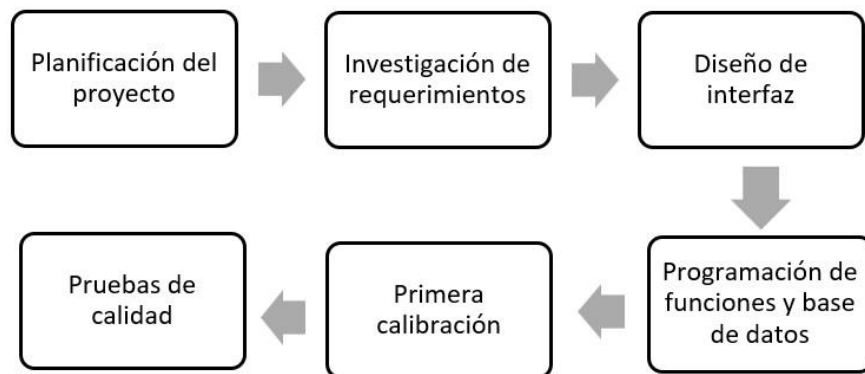 Planificación del
proyecto
Investigación de
requerimientos
Diseño de
interfaz
Programación de
funciones y base
de datos
Primera
calibración
Pruebas de
calidad